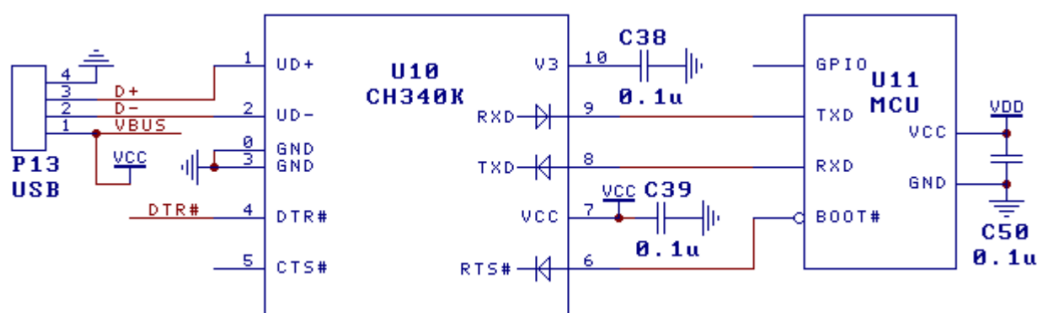 4
3
2
1
D+
D-
VBUS
VCC
P13
USB
DTR#
1
2
0
3
4
5
UD+
UD-
GND
GND
DTR#
CTS#
U10
CH340K
V3
RXD
TXD
VCC
RTS#
10
9
8
7
6
C38
0.1u
VCC
C39
0.1u
GPIO
TXD
RXD
BOOT#
U11
MCU
VCC
GND
VDD
C50
0.1u